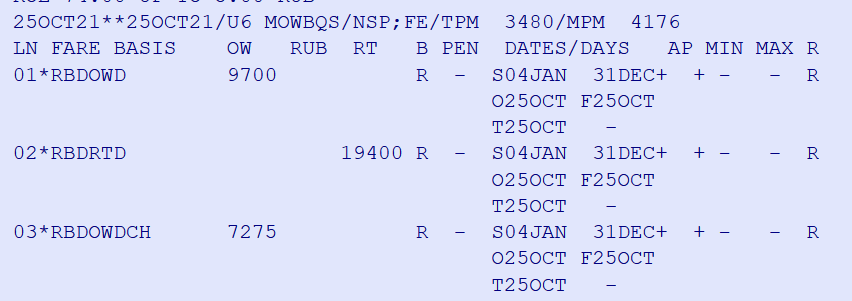 25OCT21**25OCT21/U6 MOWBQS/NSP;FE/TPM 3480/MPM 4176
LN FARE BASIS OW RUB RT B PEN DATES/DAYS AP MIN MAX R
01*RBDOWD 9700 R - S04JAN 31DEC+ + - - R
O25OCT F25OCT
T25OCT -
02*RBDRTD 19400 R - S04JAN 31DEC+ + - - R
O25OCT F25OCT
T25OCT -
03*RBDOWDCH 7275 R - S04JAN 31DEC+ + - - R
O25OCT F25OCT
T25OCT -